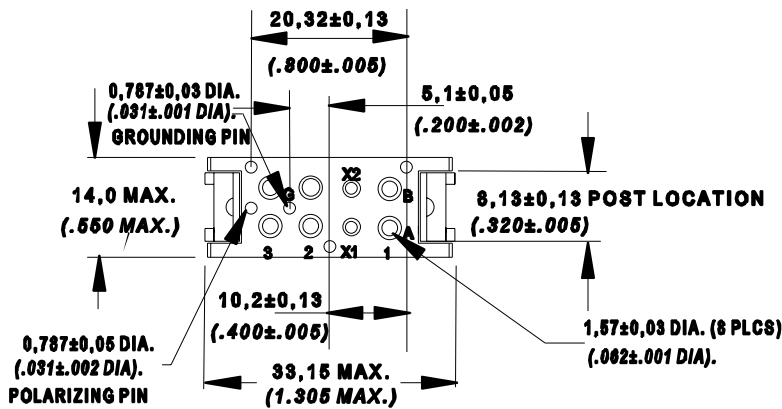 20,32±0,13
(.800±.005)
0,787±0,03 DIA.
(.031±.001 DIA).
GROUNDING PIN
5,1±0,05
(.200±.002)
X2
G
B
14,0 MAX.
(.550 MAX.)
8,13±0,13 POST LOCATION
(.320±.005)
A
3
2
X1
1
10,2±0,13
(.400±.005)
1,57±0,03 DIA. (8 PLCS)
(.062±.001 DIA).
0,787±0,05 DIA.
(.031±.002 DIA).
POLARIZING PIN
33,15 MAX.
(1.305 MAX.)